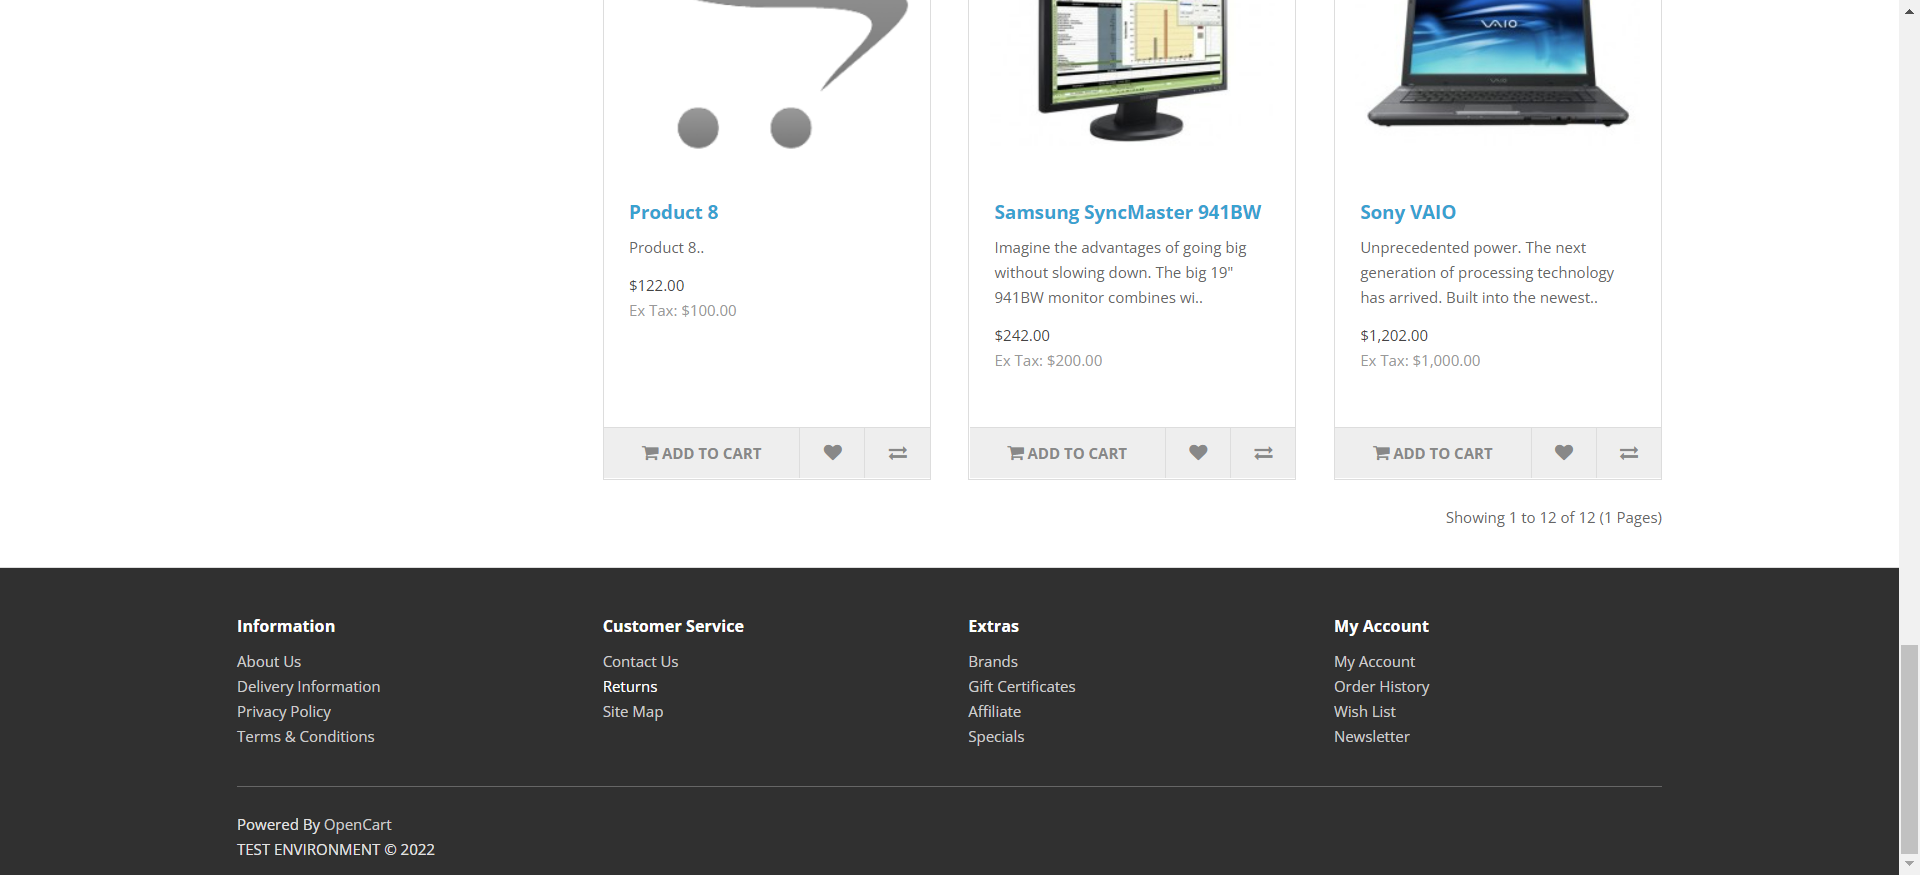 VAIO
VAIO
Product 8
Product 8..
$122.00
Ex Tax: $100.00
ADD TO CART
Samsung SyncMaster 941BW
Imagine the advantages of going big
without slowing down. The big 19"
941BW monitor combines wi..
$242.00
Ex Tax: $200.00
ADD TO CART
Sony VAIO
Unprecedented power. The next
generation of processing technology
has arrived. Built into the newest..
$1,202.00
Ex Tax: $1,000.00
ADD TO CART
Showing 1 to 12 of 12 (1 Pages)
Information
About Us
Delivery Information
Privacy Policy
Terms & Conditions
Customer Service
Contact Us
Returns
Site Map
Extras
Brands
Gift Certificates
Affiliate
Specials
My Account
My Account
Order History
Wish List
Newsletter
Powered By OpenCart
TEST ENVIRONMENT © 2022